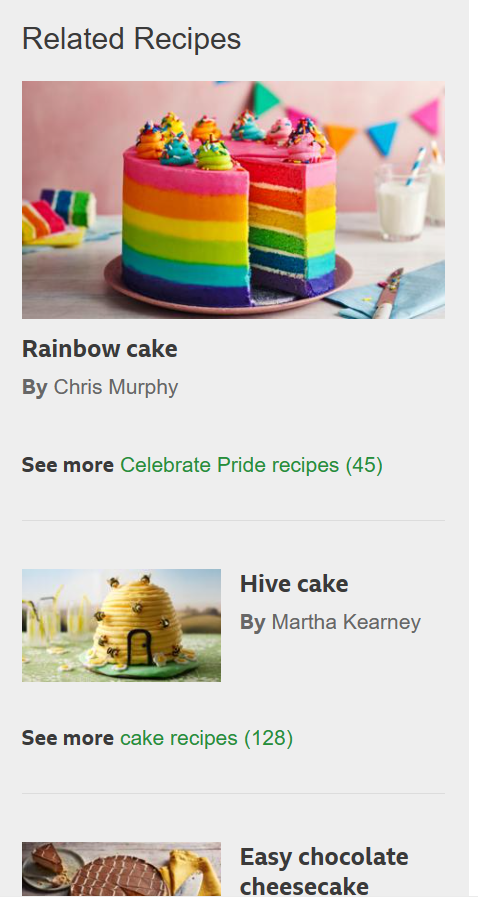 Related Recipes
Rainbow cake
By Chris Murphy
See more Celebrate Pride recipes (45)
Hive cake
By Martha Kearney
See more cake recipes (128)
Easy chocolate
cheesecake